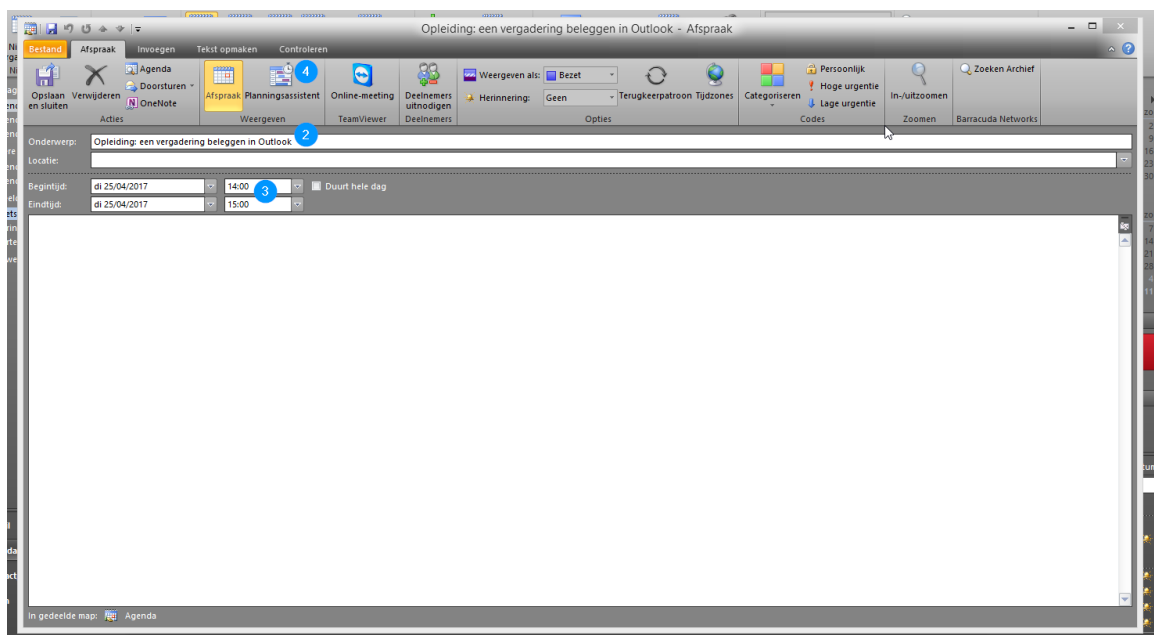 Opleiding: een vergadering beleggen in Outlook - Afspraak
Bestand Afspraak Invoegen Tekst opmaken Controleren
Opslaan en sluiten
Verwijderen
Agenda
Doorsturen
OneNote
Acties
Afspraak
Planningsassistent
4
Weergeven
Online-meeting
TeamViewer
Deelnemers uitnodigen
Deelnemers
Weergeven als: Bezet
Herinnering: Geen
Terugkeerpatroon
Tijdzones
Opties
Categoriseren
Persoonlijk
Hoge urgentie
Lage urgentie
Codes
In-/uitzoomen
Zoomen
Zoeken Archief
Barracuda Networks
Onderwerp: Opleiding: een vergadering beleggen in Outlook 2
Locatie:
Begintijd: di 25/04/2017 14:00 3 Duurt hele dag
Eindtijd: di 25/04/2017 15:00
In gedeelde map: Agenda